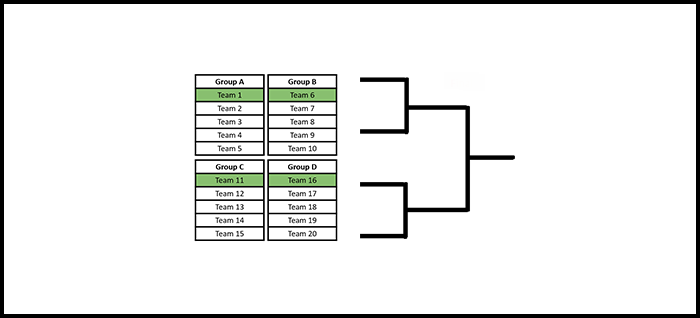 Group A
Team 1
Team 2
Team 3
Team 4
Team 5
Group B
Team 6
Team 7
Team 8
Team 9
Team 10
Group C
Team 11
Team 12
Team 13
Team 14
Team 15
Group D
Team 16
Team 17
Team 18
Team 19
Team 20